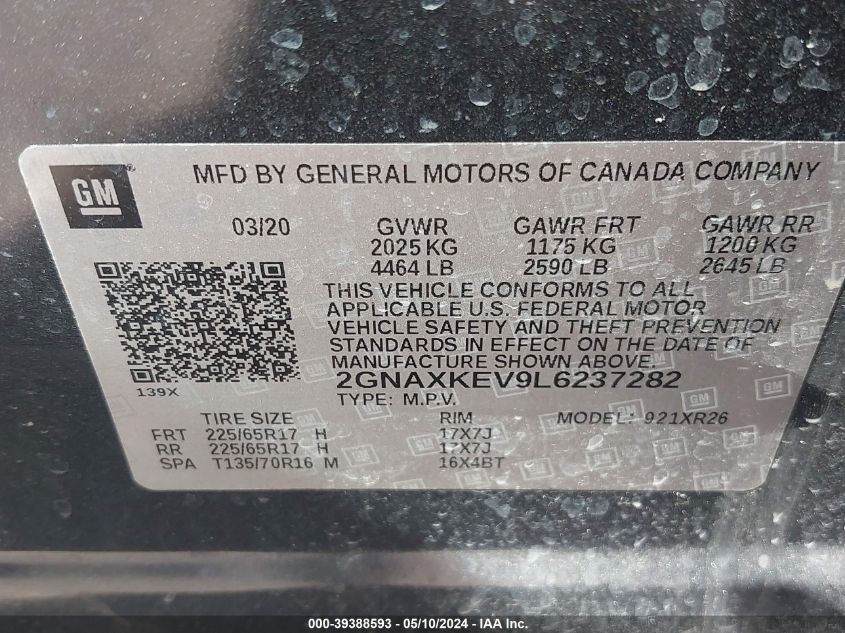 GM
MFD BY GENERAL MOTORS OF CANADA COMPANY
03/20 GVWR GAWR FRT GAWR RR
2025 KG 1175 KG 1200 KG
4464 LB 2590 LB 2645 LB
THIS VEHICLE CONFORMS TO ALL
APPLICABLE U.S. FEDERAL MOTOR
VEHICLE SAFETY AND THEFT PREVENTION
STANDARDS IN EFFECT ON THE DATE OF
MANUFACTURE SHOWN ABOVE.
139X
2GNAXKEV9L6237282
TYPE: M.P.V.
TIRE SIZE RIM MODEL: 921XR26
FRT 225/65R17 H 17X7J
RR 225/65R17 H 17X7J
SPA T135/70R16 M 16X4BT
000-39388593 - 05/10/2024 - IAA Inc.